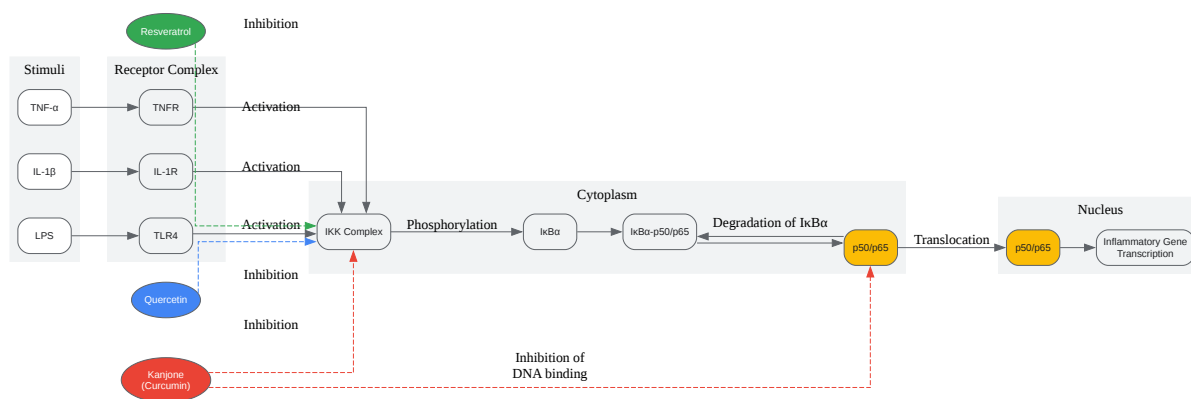 Resveratrol
Inhibition
Stimuli
Receptor Complex
TNF-α
TNFR
Activation
IL-1β
IL-1R
Activation
Cytoplasm
LPS
TLR4
Activation
IKK Complex
Phosphorylation
IκBα
IκBα-p50/p65
Degradation of IκBα
p50/p65
Translocation
Nucleus
p50/p65
Inflammatory Gene
Transcription
Inhibition
Quercetin
Inhibition
Kanjone
(Curcumin)
Inhibition of
DNA binding